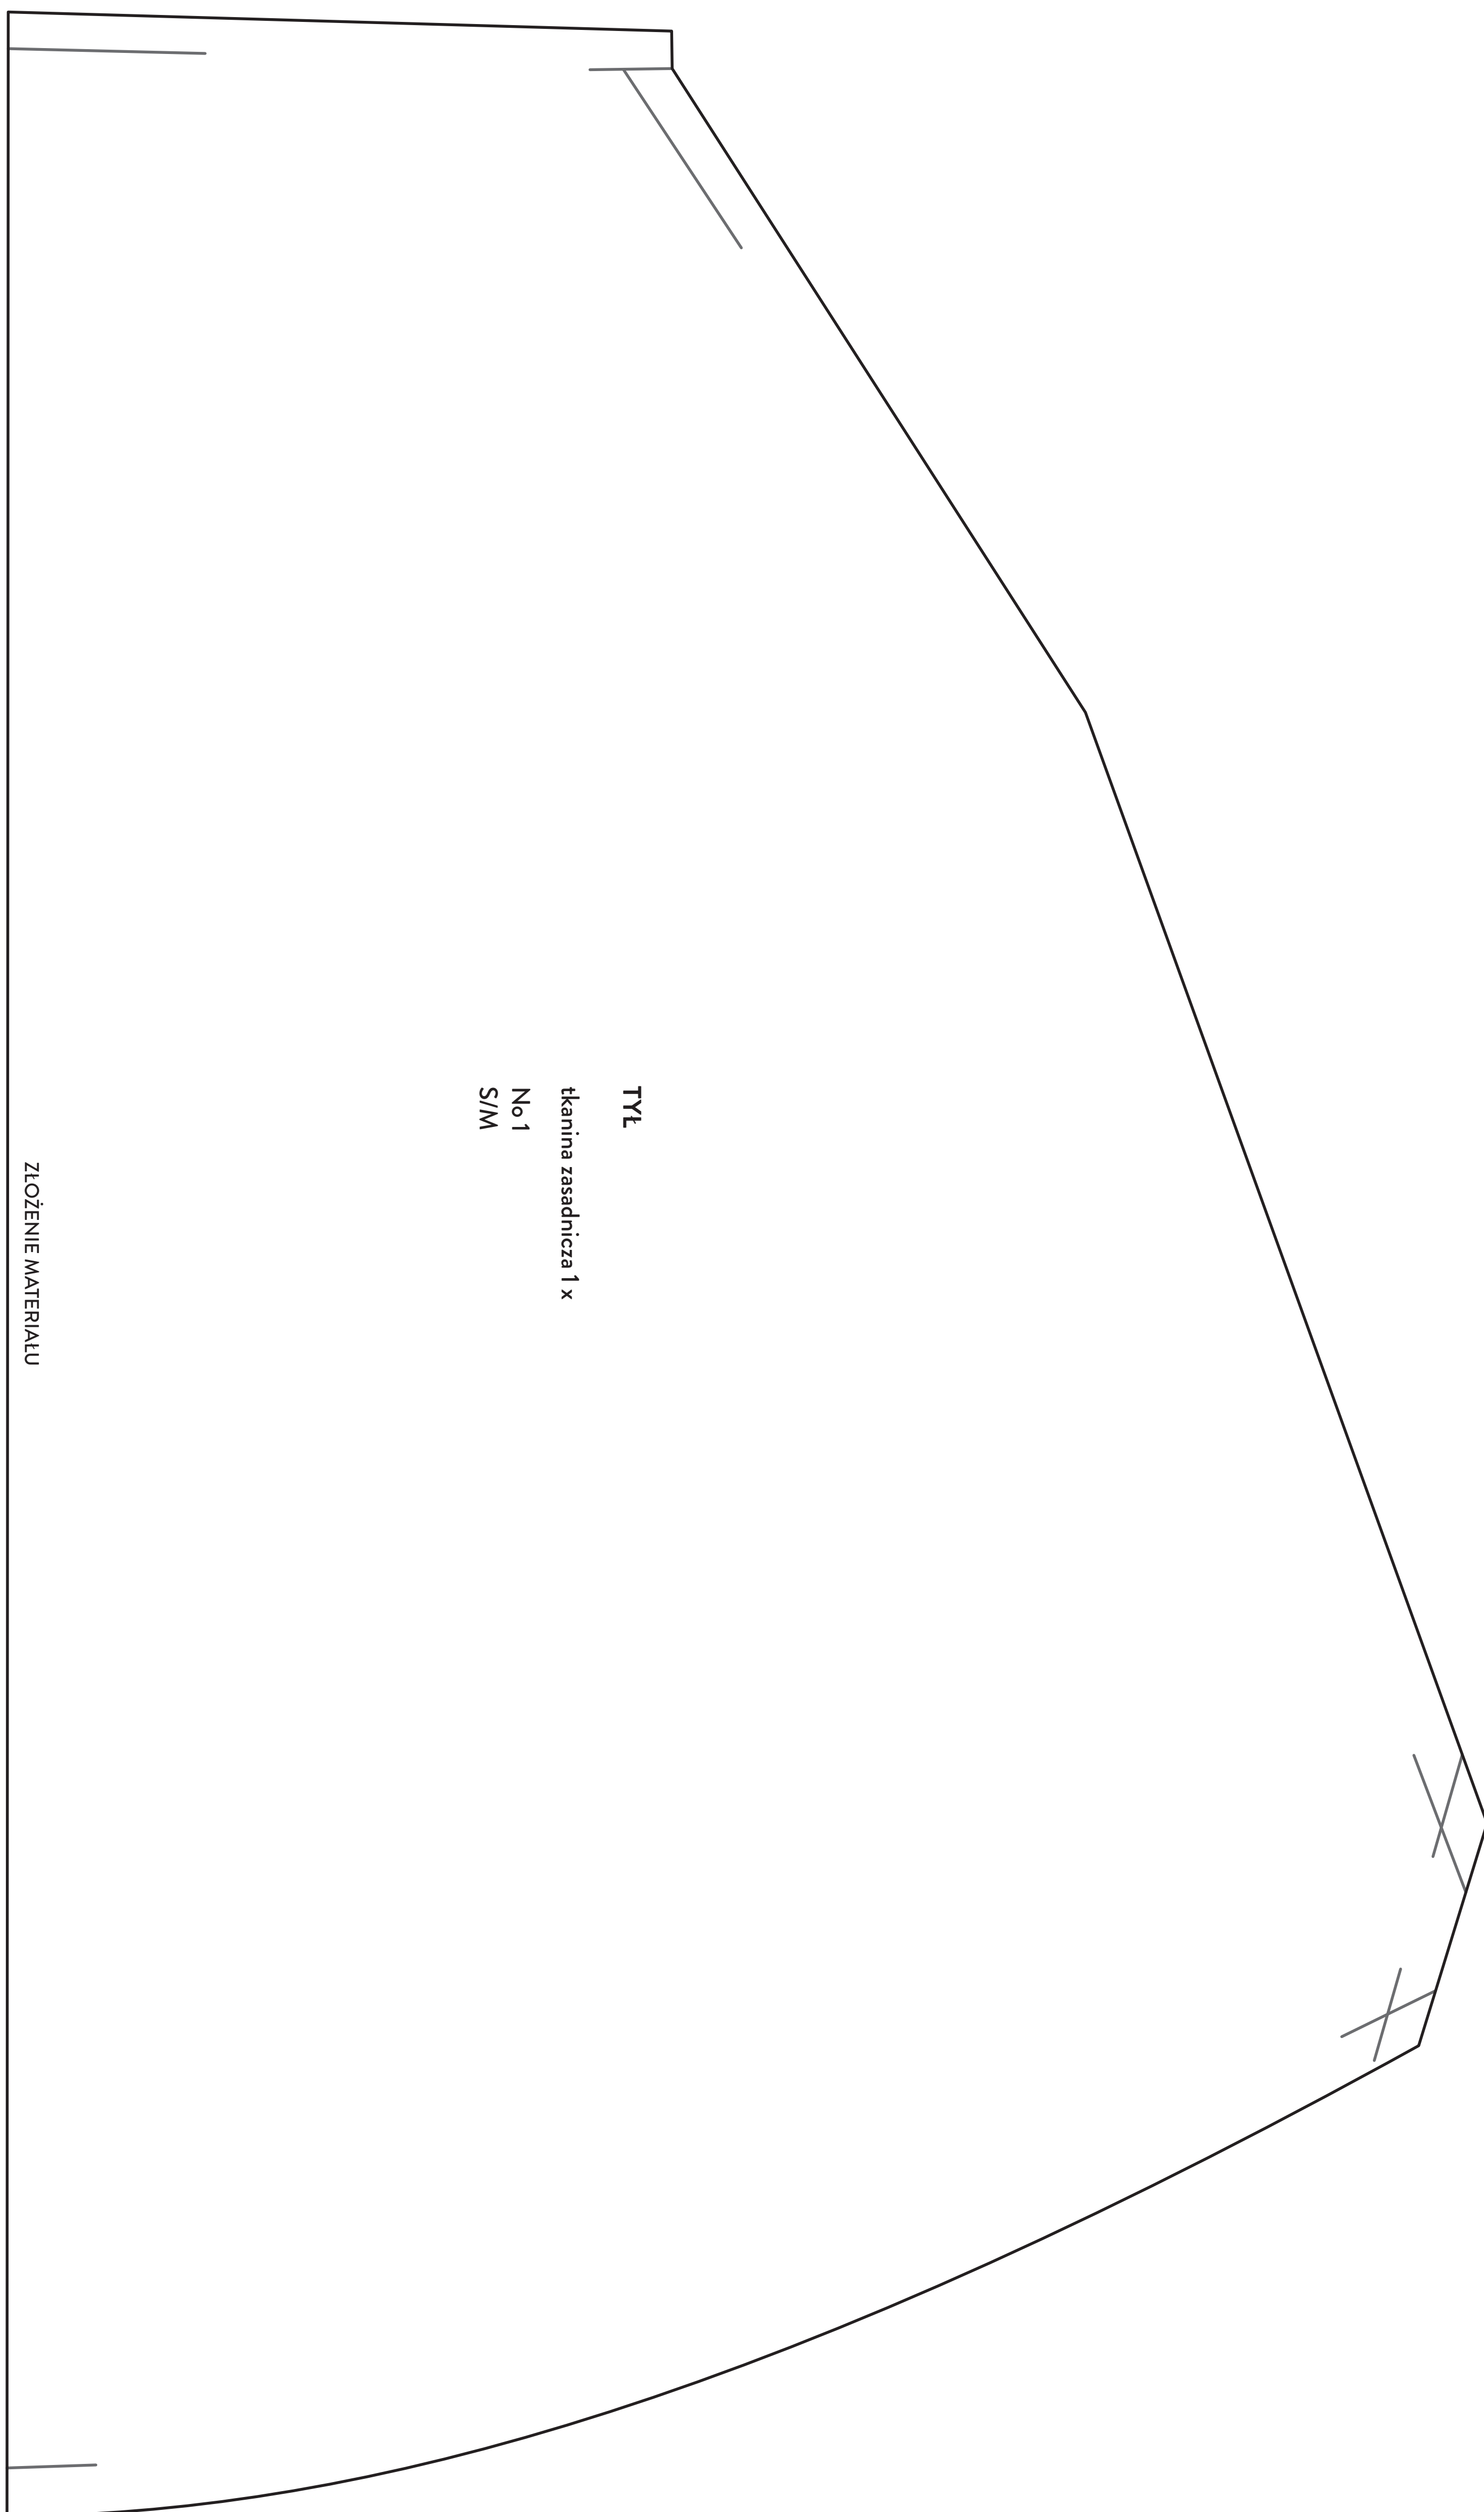 TYŁ
tkanina zasadnicza 1 x
No 1
S/M
ZŁOŻENIE MATERIAŁU